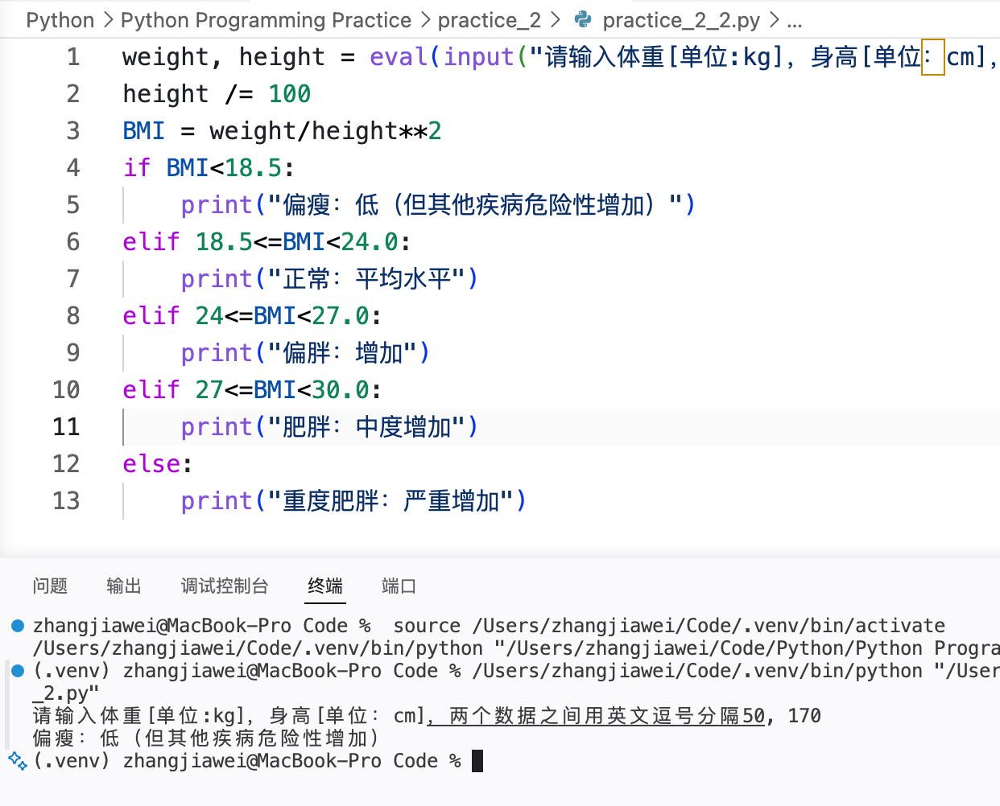 Python > Python Programming Practice > practice_2 > practice_2_2.py > ...
1 weight, height = eval(input("请输入体重[单位:kg]，身高[单位：cm]，
2 height /= 100
3 BMI = weight/height**2
4 if BMI<18.5:
5 print("偏瘦：低（但其他疾病危险性增加）")
6 elif 18.5<=BMI<24.0:
7 print("正常：平均水平")
8 elif 24<=BMI<27.0:
9 print("偏胖：增加")
10 elif 27<=BMI<30.0:
11 print("肥胖：中度增加")
12 else:
13 print("重度肥胖：严重增加")
问题 输出 调试控制台 终端 端口
zhangjiawei@MacBook-Pro Code % source /Users/zhangjiawei/Code/.venv/bin/activate
/Users/zhangjiawei/Code/.venv/bin/python "/Users/zhangjiawei/Code/Python/Python Progra
(.venv) zhangjiawei@MacBook-Pro Code % /Users/zhangjiawei/Code/.venv/bin/python "/User
_2.py"
请输入体重[单位:kg]，身高[单位：cm]，两个数据之间用英文逗号分隔50, 170
偏瘦：低（但其他疾病危险性增加）
(.venv) zhangjiawei@MacBook-Pro Code %